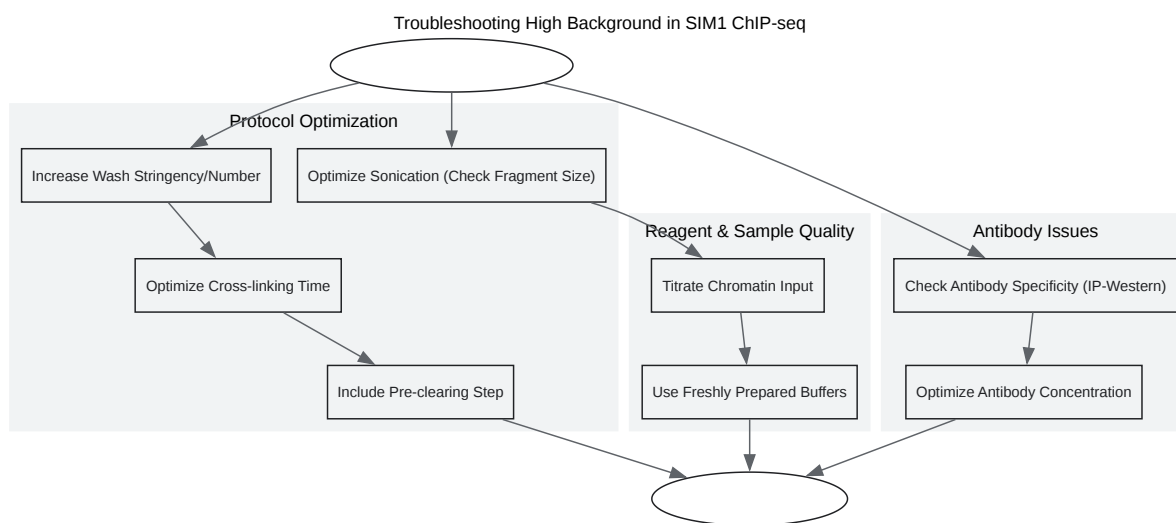 Troubleshooting High Background in SIM1 ChIP-seq
Protocol Optimization
Increase Wash Stringency/Number
Optimize Sonication (Check Fragment Size)
Reagent & Sample Quality
Antibody Issues
Optimize Cross-linking Time
Titrate Chromatin Input
Check Antibody Specificity (IP-Western)
Include Pre-clearing Step
Use Freshly Prepared Buffers
Optimize Antibody Concentration